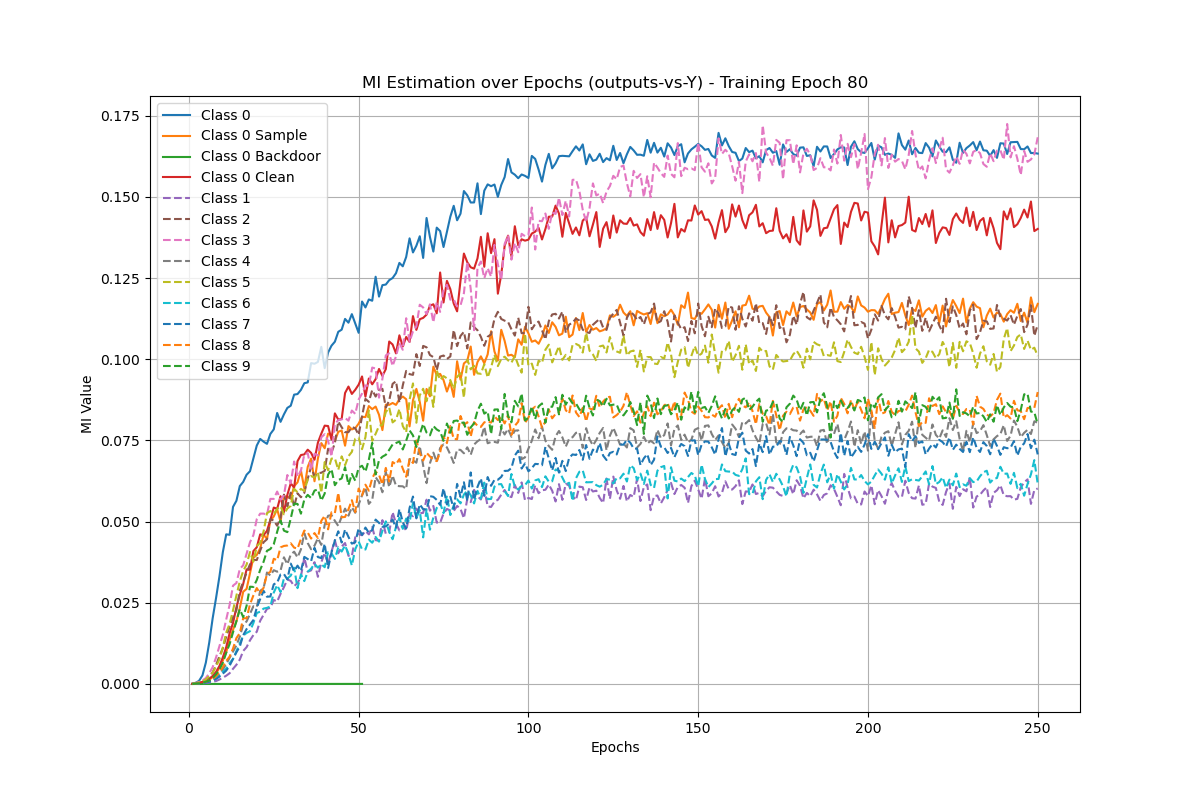 MI Estimation over Epochs (outputs-vs-Y) - Training Epoch 80
MI Value
0.175
0.150
0.125
0.100
0.075
0.050
0.025
0.000
Class 0
Class 0 Sample
Class 0 Backdoor
Class 0 Clean
Class 1
Class 2
Class 3
Class 4
Class 5
Class 6
Class 7
Class 8
Class 9
0
50
100
150
200
250
Epochs